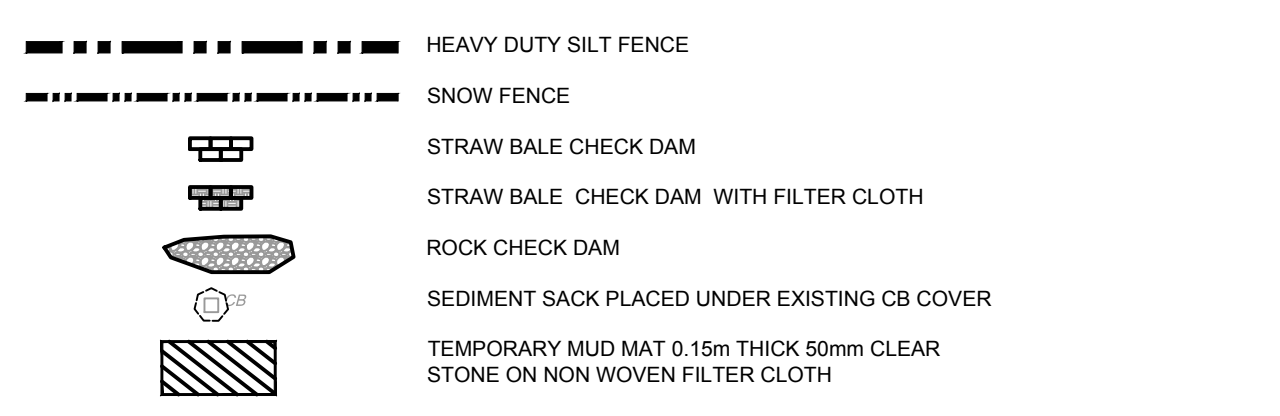 HEAVY DUTY SILT FENCE
SNOW FENCE
STRAW BALE CHECK DAM
STRAW BALE CHECK DAM WITH FILTER CLOTH
ROCK CHECK DAM
CB
SEDIMENT SACK PLACED UNDER EXISTING CB COVER
TEMPORARY MUD MAT 0.15m THICK 50mm CLEAR
STONE ON NON WOVEN FILTER CLOTH